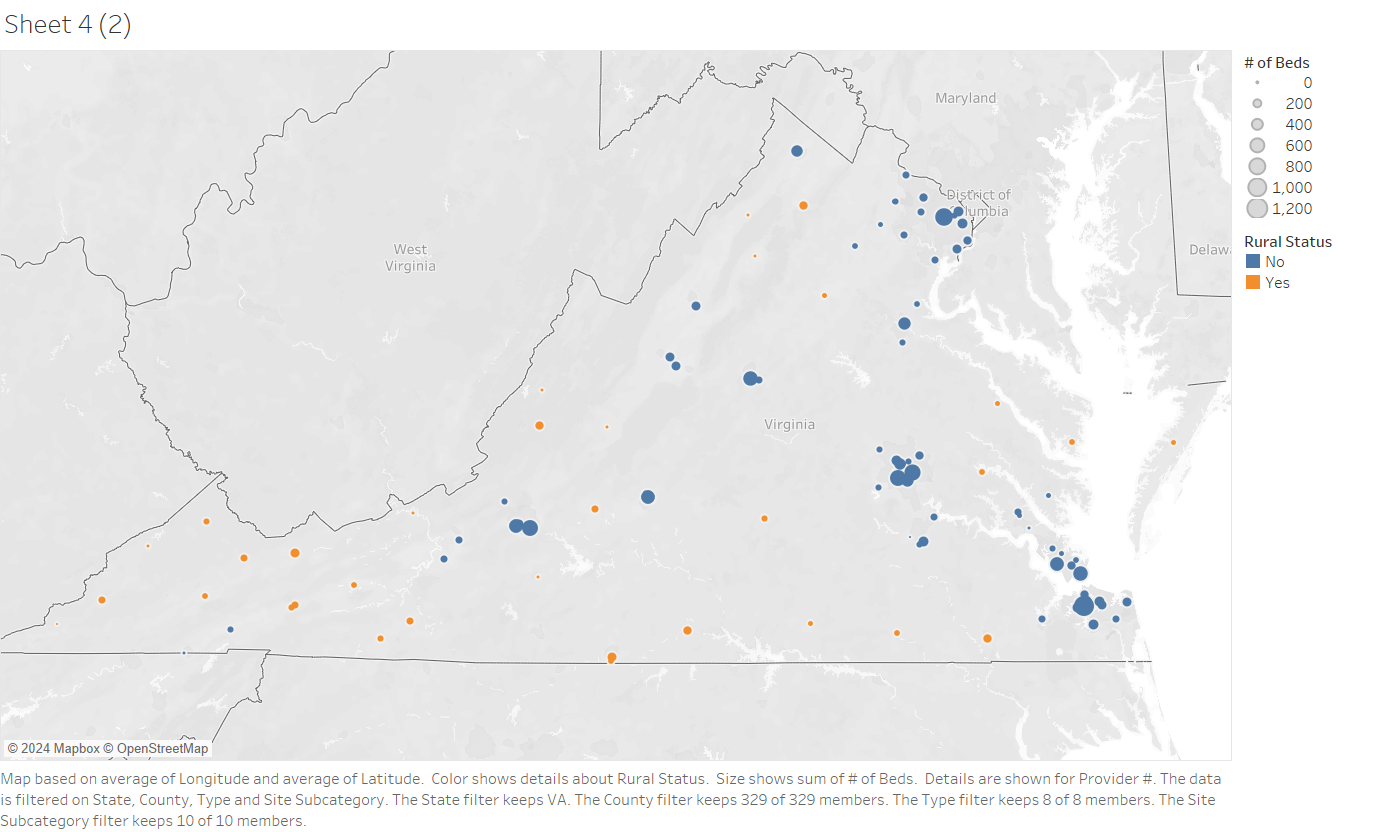 Sheet 4 (2)
# of Beds
0
200
400
600
800
1,000
1,200
Rural Status
No
Yes
Maryland
District of
West
Virginia
Virginia
© 2024 Mapbox © OpenStreetMap
Map based on average of Longitude and average of Latitude. Color shows details about Rural Status. Size shows sum of # of Beds. Details are shown for Provider #. The data
is filtered on State, County, Type and Site Subcategory. The State filter keeps VA. The County filter keeps 329 of 329 members. The Type filter keeps 8 of 8 members. The Site
Subcategory filter keeps 10 of 10 members.